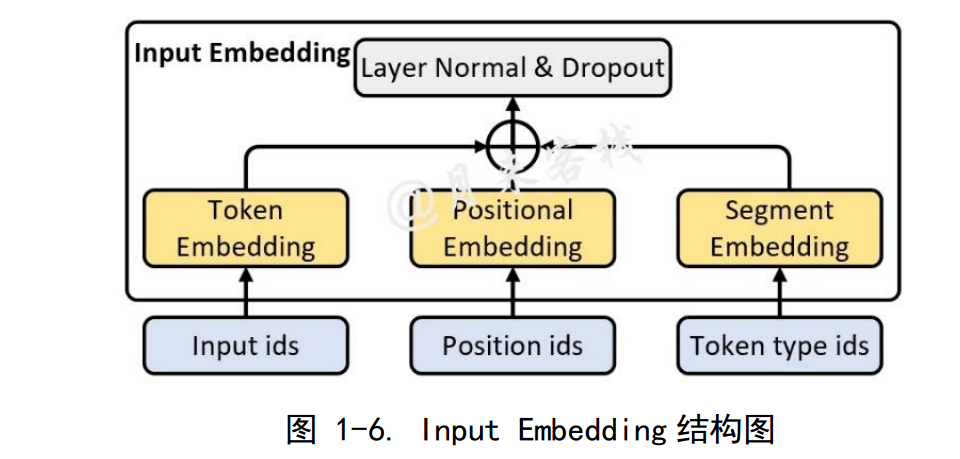 Input Embedding
Layer Normal & Dropout
@月来客栈
Token
Embedding
Positional
Embedding
Segment
Embedding
Input ids
Position ids
Token type ids
图 1-6. Input Embedding 结构图